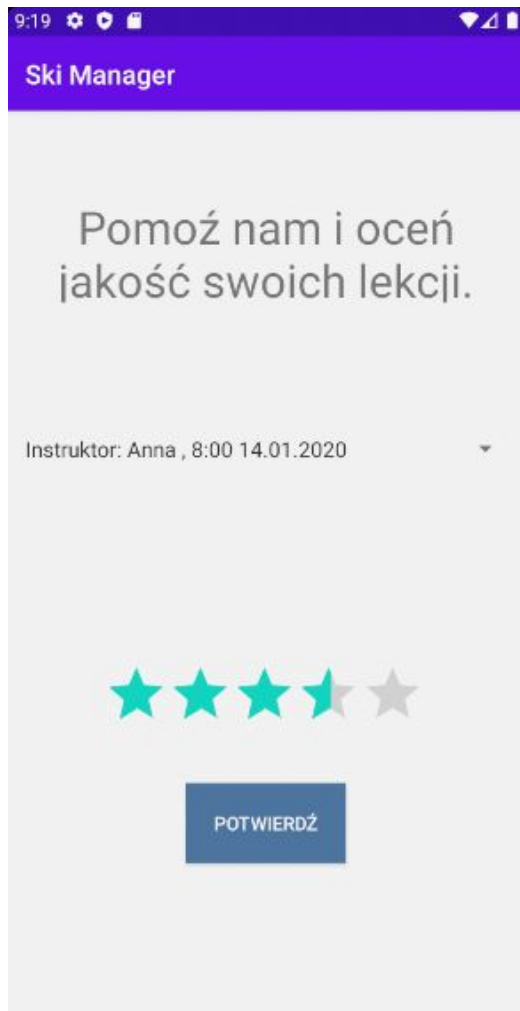 9:19
Ski Manager
Pomoź nam i oceń
jakość swoich lekcji.
Instruktor: Anna , 8:00 14.01.2020
POTWIERDŹ